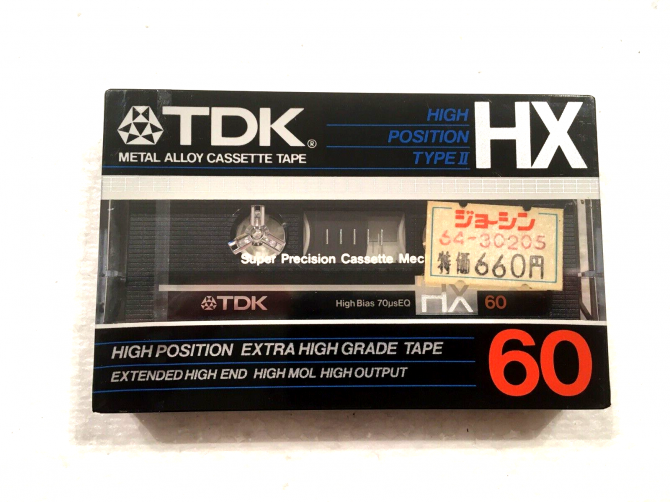 TDK®
METAL ALLOY CASSETTE TAPE
HIGH
POSITION
TYPE II
HX
ジョーシン
64-30205
特価660円
Super Precision Cassette Mec
TDK
High Bias 70μsEQ
HX 60
HIGH POSITION EXTRA HIGH GRADE TAPE
EXTENDED HIGH END HIGH MOL HIGH OUTPUT
60